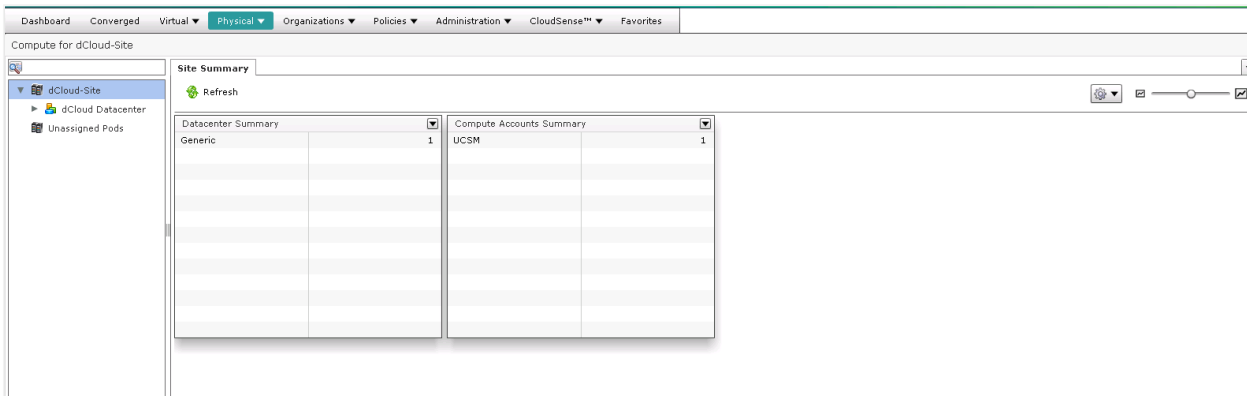 Dashboard Converged Virtual Physical Organizations Policies Administration CloudSense™ Favorites
Compute for dCloud-Site
dCloud-Site
dCloud Datacenter
Unassigned Pods
Site Summary
Refresh
Datacenter Summary
Generic 1
Compute Accounts Summary
UCSM 1